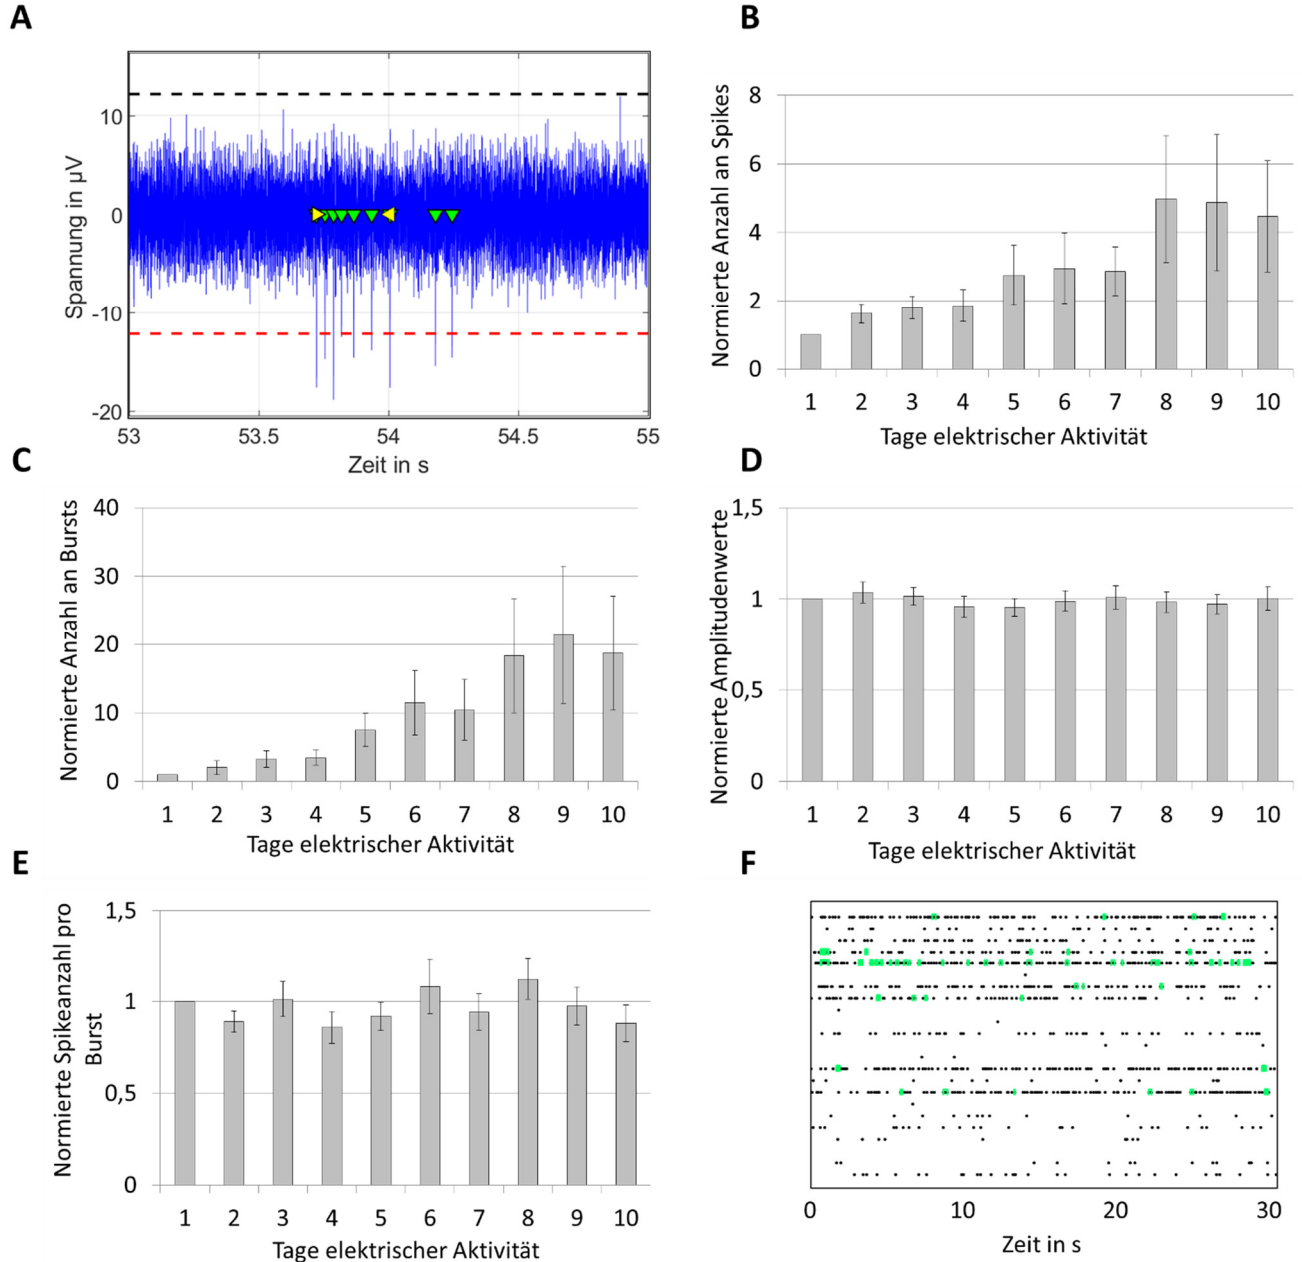 A
Spannung in µV
10
0
-10
-20
53
53.5
54
54.5
55
Zeit in s
B
Normierte Anzahl an Spikes
8
6
4
2
0
1 2 3 4 5 6 7 8 9 10
Tage elektrischer Aktivität
C
Normierte Anzahl an Bursts
40
30
20
10
0
1 2 3 4 5 6 7 8 9 10
Tage elektrischer Aktivität
D
Normierte Amplitudenwerte
1,5
1
0,5
0
1 2 3 4 5 6 7 8 9 10
Tage elektrischer Aktivität
E
Normierte Spikeanzahl pro
Burst
1,5
1
0,5
0
1 2 3 4 5 6 7 8 9 10
Tage elektrischer Aktivität
F
0 10 20 30
Zeit in s